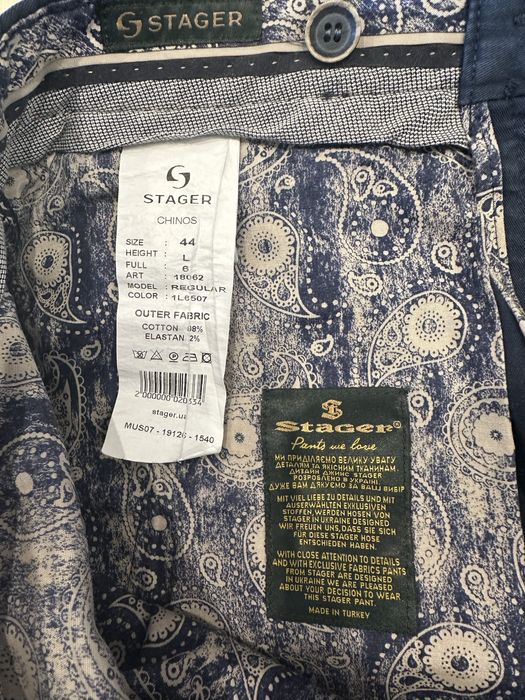 STAGER
STAGER
CHINOS
SIZE : 44
HEIGHT : L
FULL : 6
ART : 18062
MODEL : REGULAR
COLOR : 1L6507
OUTER FABRIC
COTTON 98%
ELASTAN 2%
2 000000 020334
stager.ua
MUS07 - 19126 - 1540
Stager®
Pants we love
МИ ПРИДІЛЯЄМО ВЕЛИКУ УВАГУ
ДЕТАЛЯМ ТА ЯКІСНИМ ТКАНИНАМ.
ДИЗАЙН ДЖИНС STAGER
РОЗРОБЛЕНО В УКРАЇНІ
ДУЖЕ ВАМ ДЯКУЄМО ЗА ВАШ ВИБІР
MIT VIEL LIEBE ZU DETAILS UND MIT
AUSERWÄHLTEN EXKLUSIVEN
STOFFEN, WERDEN HOSEN VON
STAGER IN UKRAINE DESIGNED
WIR FREUEN UNS, DASS SIE SICH
FÜR DIESE STAGER HOSE
ENTSCHIEDEN HABEN.
WITH CLOSE ATTENTION TO DETAILS
AND WITH EXCLUSIVE FABRICS PANTS
FROM STAGER ARE DESIGNED
IN UKRAINE WE ARE PLEASED
ABOUT YOUR DECISION TO WEAR
THIS STAGER PANT.
MADE IN TURKEY